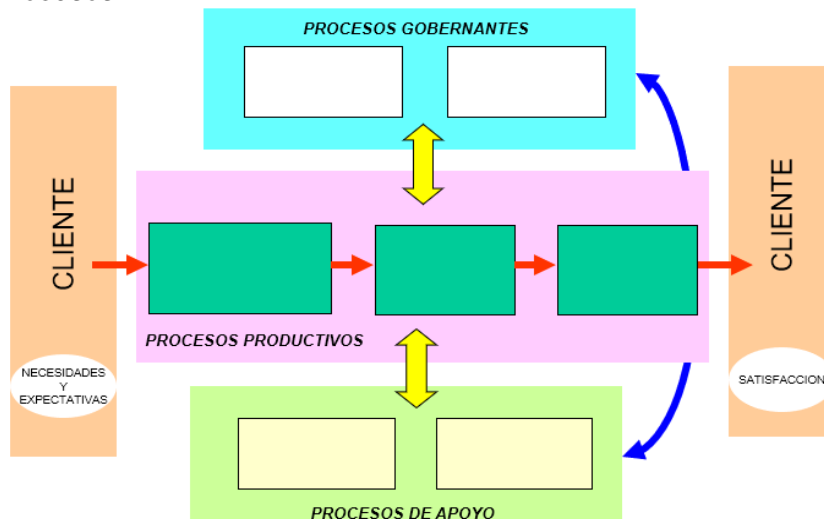 PROCESOS GOBERNANTES
CLIENTE
CLIENTE
PROCESOS PRODUCTIVOS
NECESIDADES
Y
EXPECTATIVAS
SATISFACCION
PROCESOS DE APOYO